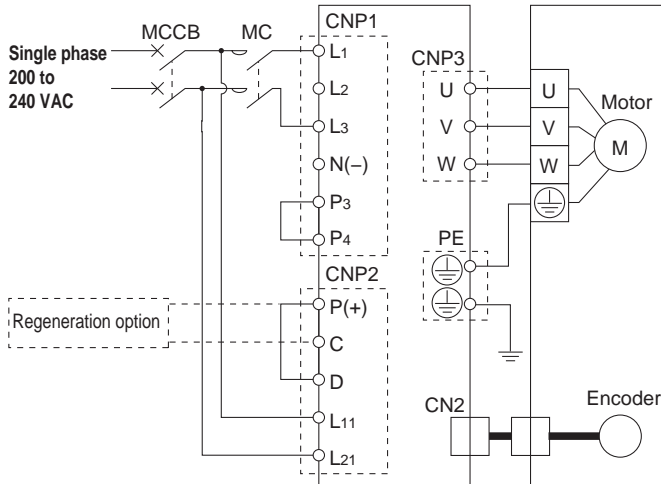 Single phase
200 to
240 VAC
MCCB
MC
CNP1
L1
L2
L3
N(−)
P3
P4
CNP2
P(+)
C
D
L11
L21
Regeneration option
CNP3
U
V
W
PE
CN2
U
V
W
Motor
M
Encoder